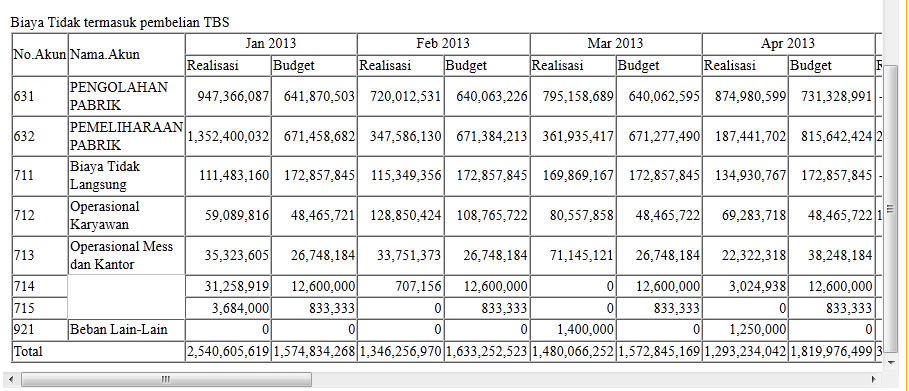 Biaya Tidak termasuk pembelian TBS
No.Akun Nama.Akun Jan 2013 Feb 2013 Mar 2013 Apr 2013
Realisasi Budget Realisasi Budget Realisasi Budget Realisasi Budget
631 PENGOLAHAN PABRIK 947,366,087 641,870,503 720,012,531 640,063,226 795,158,689 640,062,595 874,980,599 731,328,991
632 PEMELIHARAAN PABRIK 1,352,400,032 671,458,682 347,586,130 671,384,213 361,935,417 671,277,490 187,441,702 815,642,424
711 Biaya Tidak Langsung 111,483,160 172,857,845 115,349,356 172,857,845 169,869,167 172,857,845 134,930,767 172,857,845
712 Operasional Karyawan 59,089,816 48,465,721 128,850,424 108,765,722 80,557,858 48,465,722 69,283,718 48,465,722
713 Operasional Mess dan Kantor 35,323,605 26,748,184 33,751,373 26,748,184 71,145,121 26,748,184 22,322,318 38,248,184
714 31,258,919 12,600,000 707,156 12,600,000 0 12,600,000 3,024,938 12,600,000
715 3,684,000 833,333 0 833,333 0 833,333 0 833,333
921 Beban Lain-Lain 0 0 0 0 1,400,000 0 1,250,000 0
Total 2,540,605,619 1,574,834,268 1,346,256,970 1,633,252,523 1,480,066,252 1,572,845,169 1,293,234,042 1,819,976,499